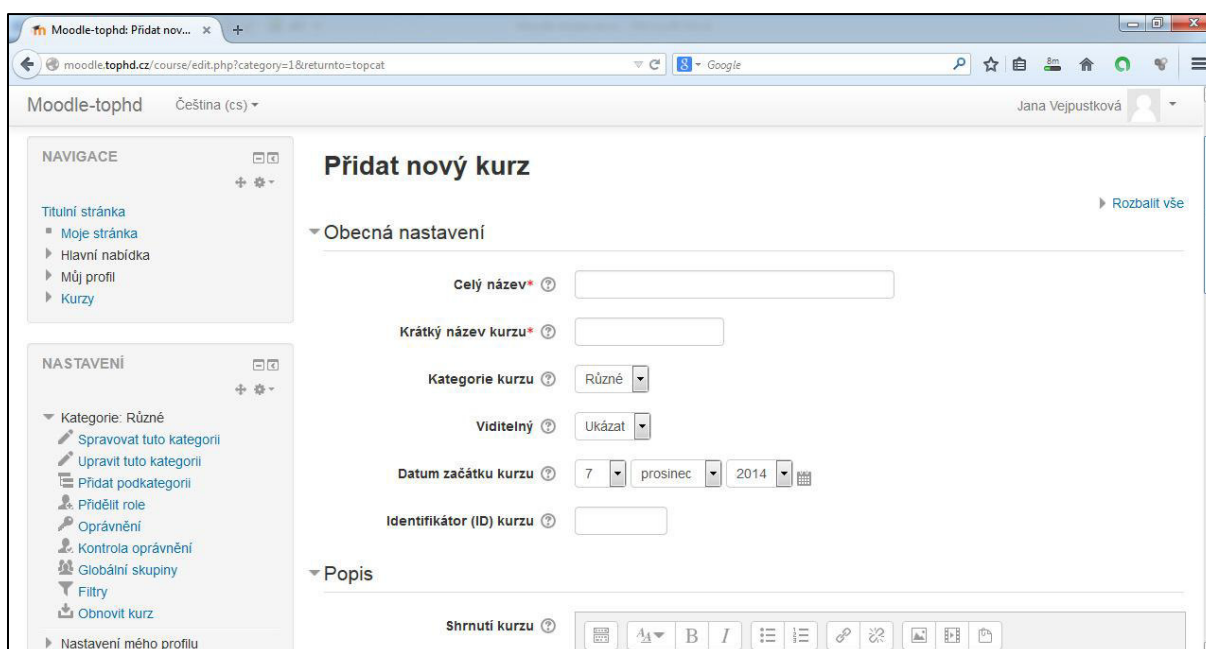 Moodle-tophd: Přidat nov... × +
moodle.tophd.cz/course/edit.php?category=1&returnto=topcat
8 Google
8m
Moodle-tophd Čeština (cs)
Jana Vejpustková
NAVIGACE
Titulní stránka
Moje stránka
Hlavní nabídka
Můj profil
Kurzy
NASTAVENÍ
Kategorie: Různé
Spravovat tuto kategorii
Upravit tuto kategorii
Přidat podkategorii
Přidělit role
Oprávnění
Kontrola oprávnění
Globální skupiny
Filtry
Obnovit kurz
Nastavení mého profilu
Přidat nový kurz
Rozbalit vše
Obecná nastavení
Celý název*
Krátký název kurzu*
Kategorie kurzu Různé
Viditelný Ukázat
Datum začátku kurzu 7 prosinec 2014
Identifikátor (ID) kurzu
Popis
Shrnutí kurzu
B I